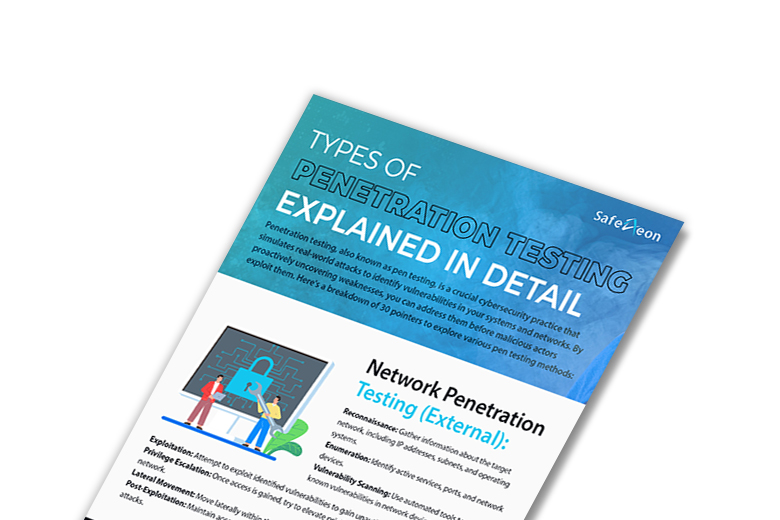 TYPES OF
PENETRATION TESTING
EXPLAINED IN DETAIL
SafeAeon
Penetration testing, also known as pen testing, is a crucial cybersecurity practice that
simulates real-world attacks to identify vulnerabilities in your systems and networks. By
proactively uncovering weaknesses, you can address them before malicious actors
exploit them. Here's a breakdown of 30 pointers to explore various pen testing methods:
Network Penetration
Testing (External):
Reconnaissance: Gather information about the target
network, including IP addresses, subnets, and operating
systems.
Enumeration: Identify active services, ports, and network
devices.
Vulnerability Scanning: Use automated tools
known vulnerabilities in network
Exploitation: Attempt to exploit identified vulnerabilities to gain
network.
Privilege Escalation: Once access is gained, try to elevate
Lateral Movement: Move laterally within
Post-Exploitation: Maintain
attacks.